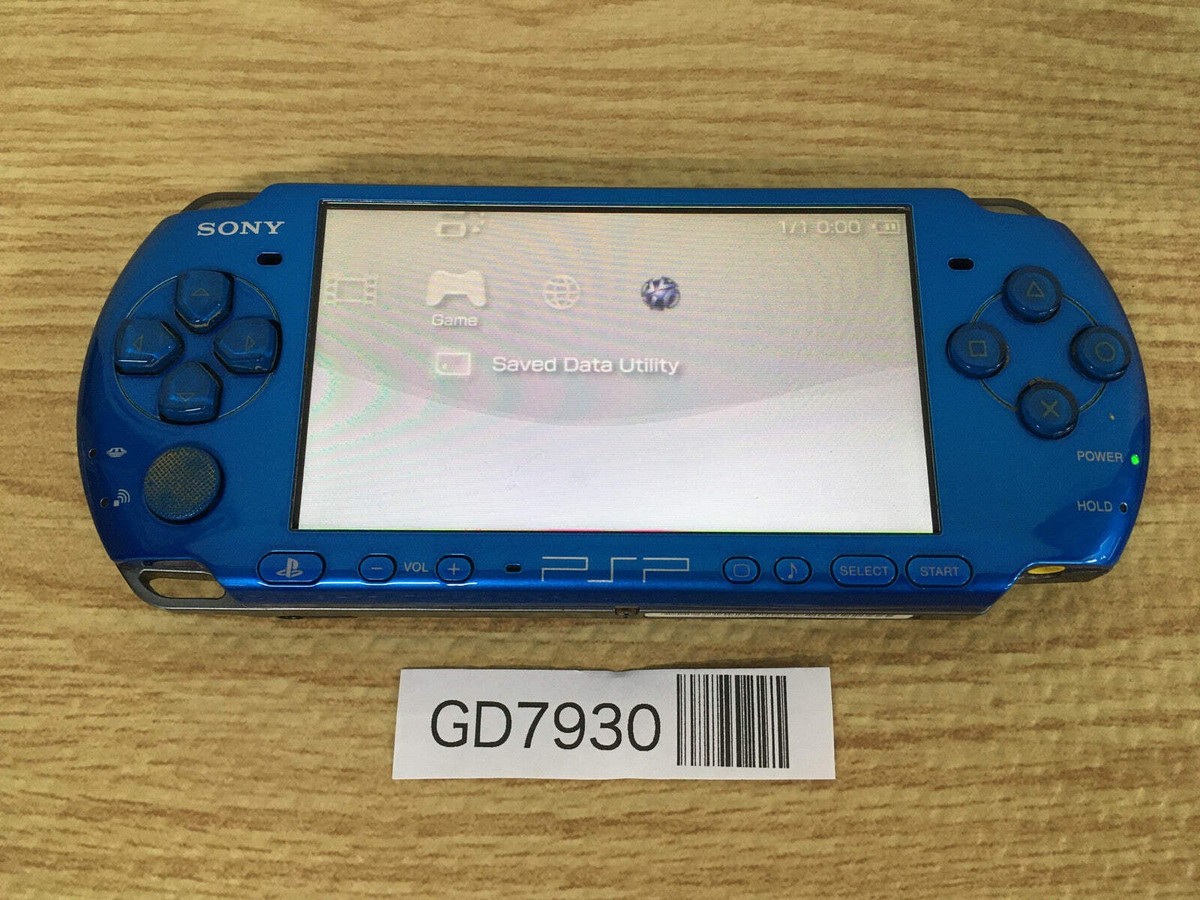 SONY
1/1 0:00
Game
Saved Data Utility
POWER
HOLD
VOL
PSP
SELECT
START
GD7930